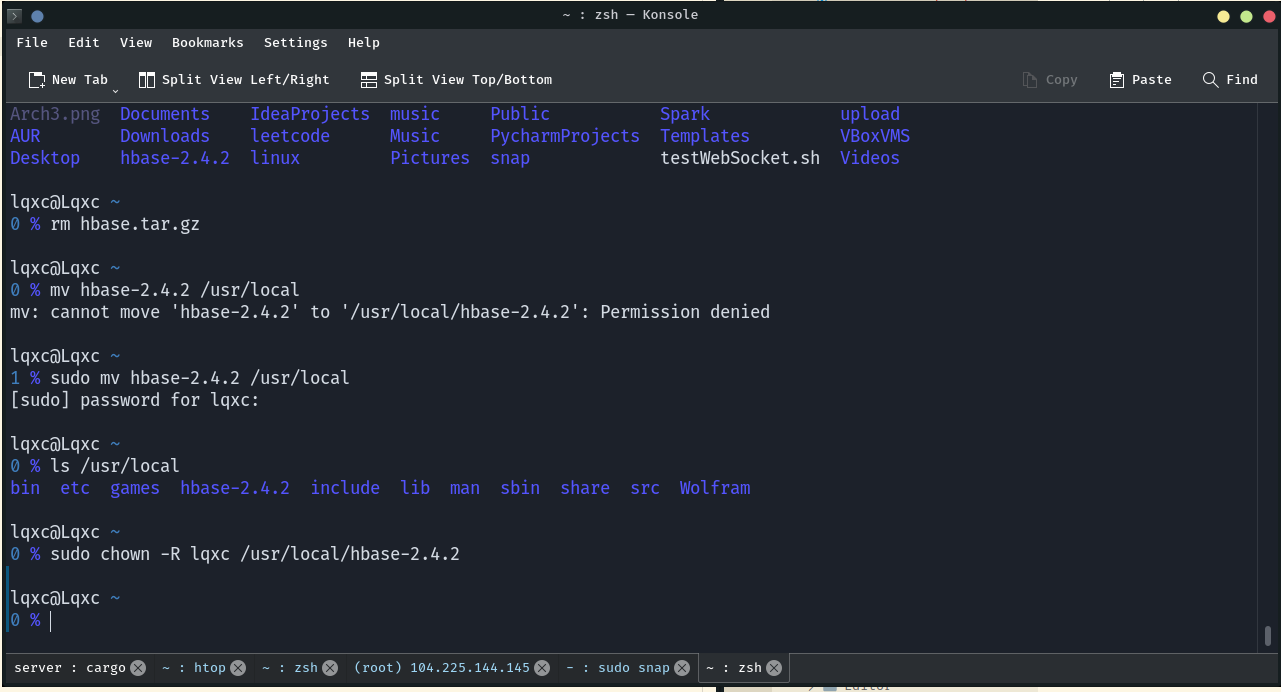 ~ : zsh — Konsole
File Edit View Bookmarks Settings Help
New Tab Split View Left/Right Split View Top/Bottom Copy Paste Find
Arch3.png Documents IdeaProjects music Public Spark upload
AUR Downloads leetcode Music PycharmProjects Templates VBoxVMS
Desktop hbase-2.4.2 linux Pictures snap testWebSocket.sh Videos
lqxc@Lqxc ~
0 % rm hbase.tar.gz
lqxc@Lqxc ~
0 % mv hbase-2.4.2 /usr/local
mv: cannot move 'hbase-2.4.2' to '/usr/local/hbase-2.4.2': Permission denied
lqxc@Lqxc ~
1 % sudo mv hbase-2.4.2 /usr/local
[sudo] password for lqxc:
lqxc@Lqxc ~
0 % ls /usr/local
bin etc games hbase-2.4.2 include lib man sbin share src Wolfram
lqxc@Lqxc ~
0 % sudo chown -R lqxc /usr/local/hbase-2.4.2
lqxc@Lqxc ~
0 %
server : cargo ~ : htop ~ : zsh (root) 104.225.144.145 - : sudo snap ~ : zsh
Editor